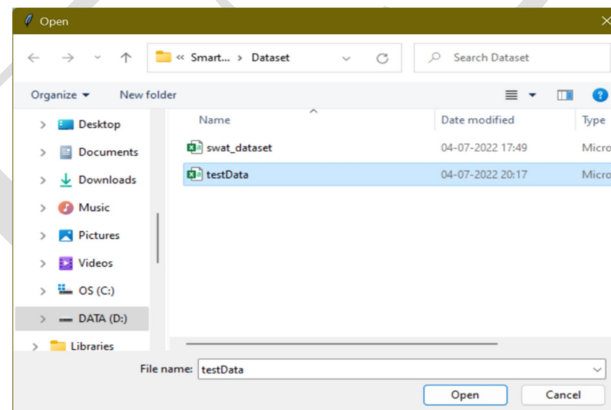 Open
« Smart... > Dataset
Search Dataset
Organize
New folder
Name
Date modified
Type
Desktop
Documents
Downloads
Music
Pictures
Videos
OS (C:)
DATA (D:)
Libraries
swat_dataset
04-07-2022 17:49
Micro
testData
04-07-2022 20:17
Micro
File name: testData
Open
Cancel